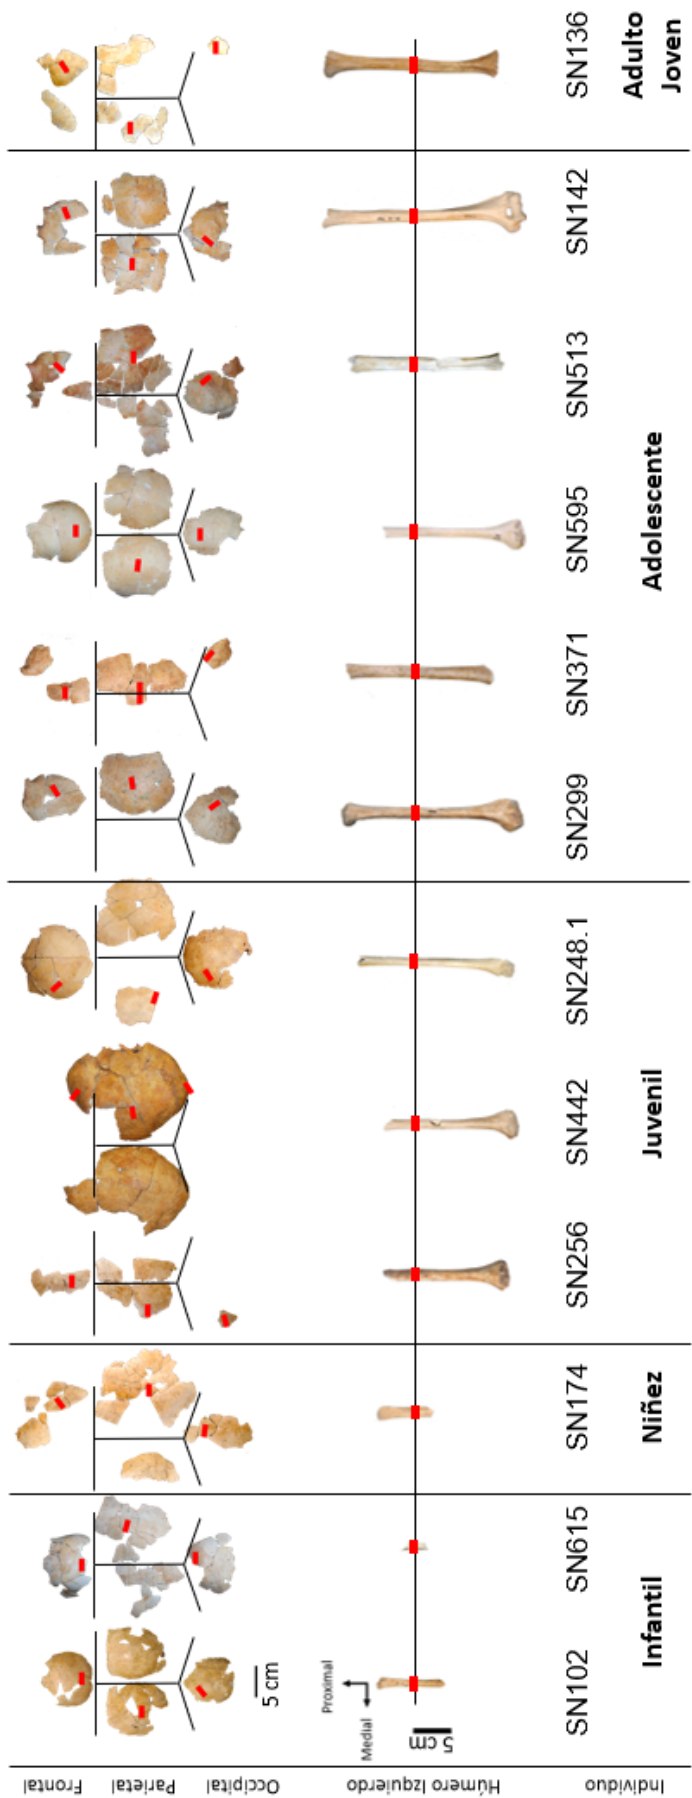 Frontal
Parietal
Occipital
Húmero Izquierdo
Individuo
5 cm
Proximal
Medial
5 cm
SN102
SN615
SN174
SN256
SN442
SN248.1
SN299
SN371
SN595
SN513
SN142
SN136
Infantil
Niñez
Juvenil
Adolescente
Adulto
Joven